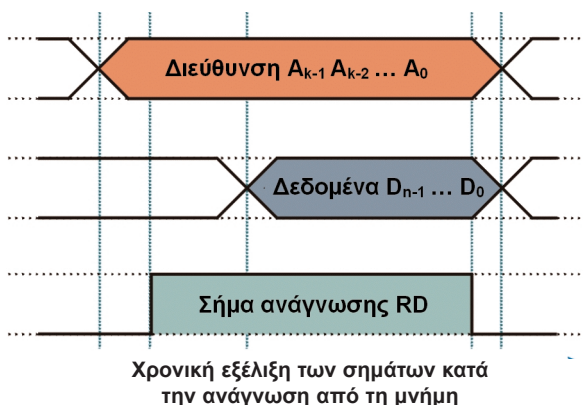 Διεύθυνση Aₖ₋₁ Aₖ₋₂ … A₀
Δεδομένα Dₙ₋₁ … D₀
Σήμα ανάγνωσης RD
Χρονική εξέλιξη των σημάτων κατά
την ανάγνωση από τη μνήμη